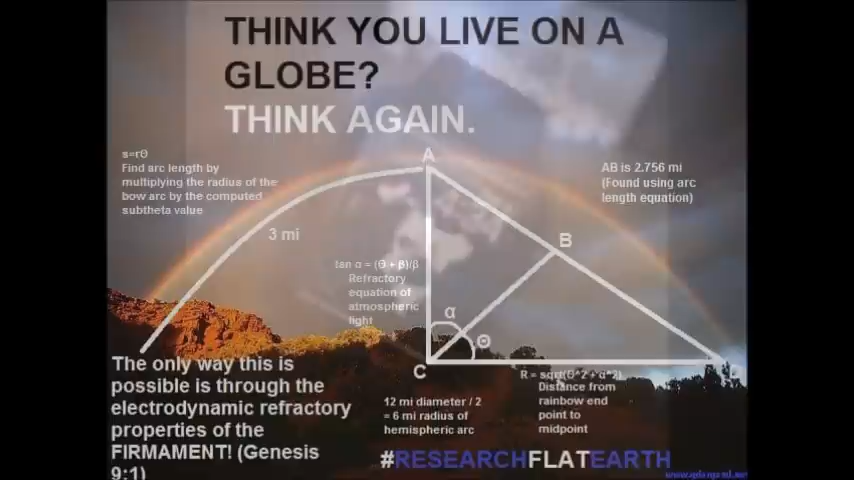 THINK YOU LIVE ON A
GLOBE?
THINK AGAIN.
s=rΘ
Find arc length by
multiplying the radius of the
bow arc by the computed
subtheta value
A
AB is 2.756 mi
(Found using arc
length equation)
3 mi
B
tan α = (Θ + β)/β
Refractory
equation of
atmospheric
light
α
Θ
C
D
The only way this is
possible is through the
electrodynamic refractory
properties of the
FIRMAMENT! (Genesis
9:1)
12 mi diameter / 2
= 6 mi radius of
hemispheric arc
R = sqrt(Θ^2 + α^2)
Distance from
rainbow end
point to
midpoint
#RESEARCHFLATEARTH